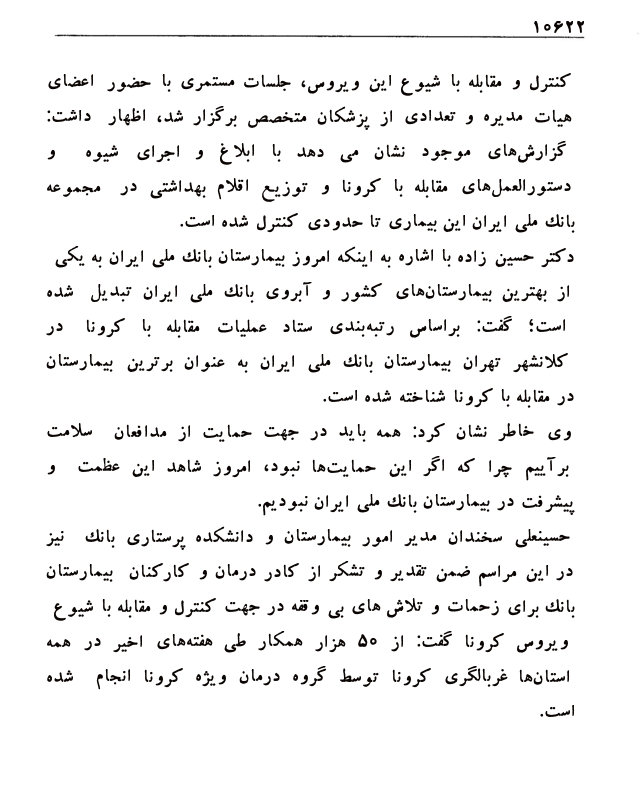 ۱۰۶۲۲
کنترل و مقابله با شیوع این ویروس، جلسات مستمری با حضور اعضای
هیات مدیره و تعدادی از پزشکان متخصص برگزار شد، اظهار داشت:
گزارش‌های موجود نشان می دهد با ابلاغ و اجرای شیوه و
دستورالعمل‌های مقابله با کرونا و توزیع اقلام بهداشتی در مجموعه
بانك ملی ایران این بیماری تا حدودی کنترل شده است.
دکتر حسین زاده با اشاره به اینکه امروز بیمارستان بانك ملی ایران به یکی
از بهترین بیمارستان‌های کشور و آبروی بانك ملی ایران تبدیل شده
است؛ گفت: براساس رتبه‌بندی ستاد عملیات مقابله با کرونا در
کلانشهر تهران بیمارستان بانك ملی ایران به عنوان برترین بیمارستان
در مقابله با کرونا شناخته شده است.
وی خاطر نشان کرد: همه باید در جهت حمایت از مدافعان سلامت
برآییم چرا که اگر این حمایت‌ها نبود، امروز شاهد این عظمت و
پیشرفت در بیمارستان بانك ملی ایران نبودیم.
حسینعلی سخندان مدیر امور بیمارستان و دانشکده پرستاری بانك نیز
در این مراسم ضمن تقدیر و تشکر از کادر درمان و کارکنان بیمارستان
بانك برای زحمات و تلاش های بی وقفه در جهت کنترل و مقابله با شیوع
ویروس کرونا گفت: از ۵۰ هزار همکار طی هفته‌های اخیر در همه
استان‌ها غربالگری کرونا توسط گروه درمان ویژه کرونا انجام شده
است.